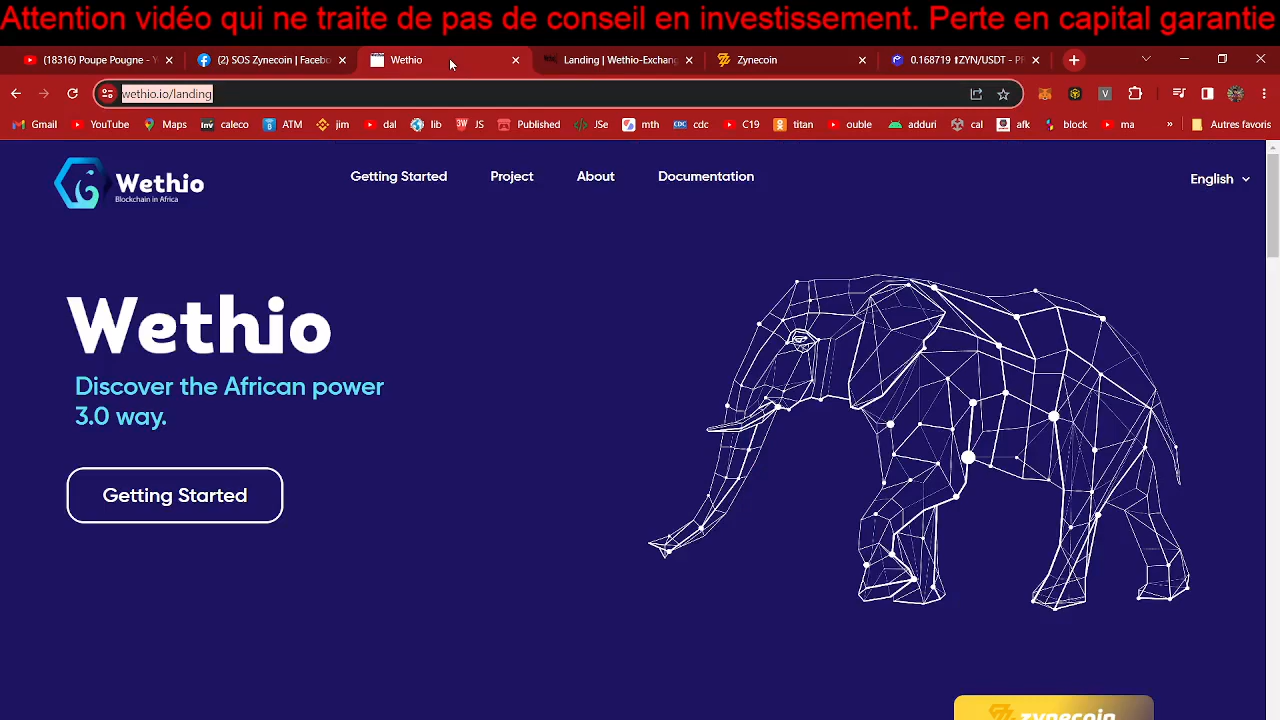 Attention vidéo qui ne traite de pas de conseil en investissement. Perte en capital garantie
(18316) Poupe Pougne - Y
(2) SOS Zynecoin | Facebo
Wethio
Landing | Wethio-Exchang
Zynecoin
0.168719 ⬆ZYN/USDT - PR
wethio.io/landing
Gmail YouTube Maps caleco ATM jim dal lib JS Published JSe mth cdc C19 titan ouble adduri cal afk block ma » Autres favoris
Wethio
Blockchain in Africa
Getting Started Project About Documentation English
Wethio
Discover the African power
3.0 way.
Getting Started
zynecoin